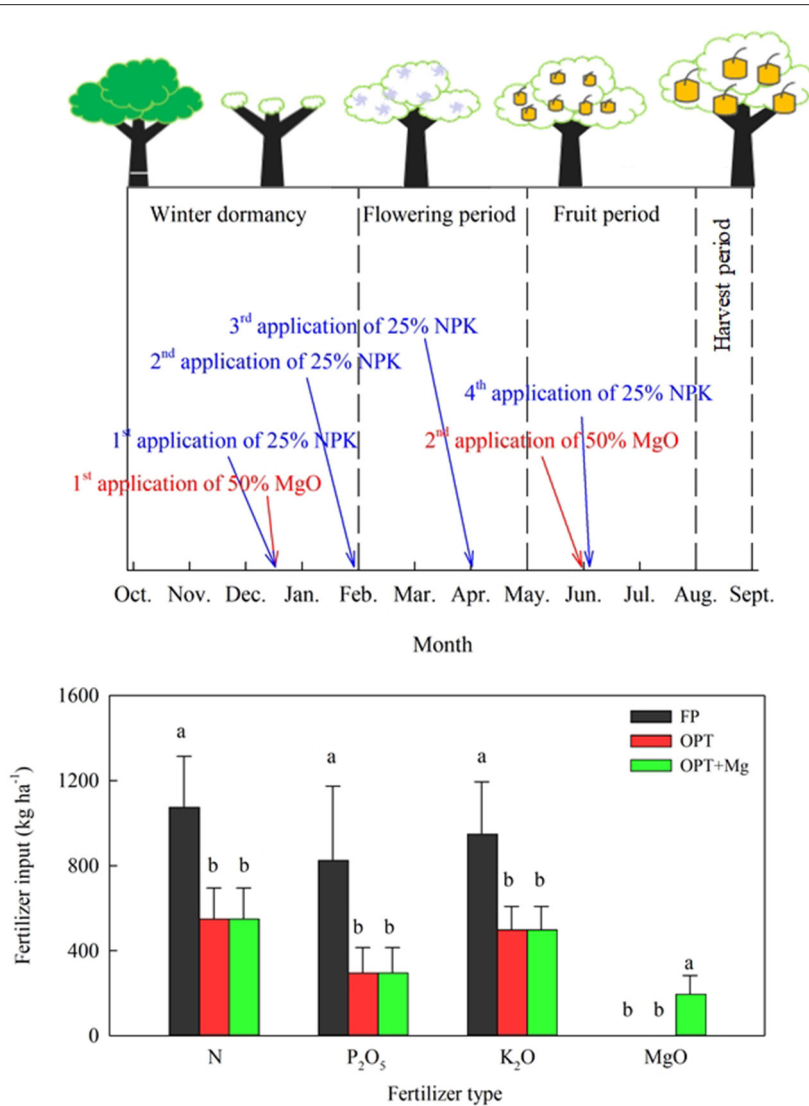 Winter dormancy
Flowering period
Fruit period
Harvest period
3rd application of 25% NPK
2nd application of 25% NPK
4th application of 25% NPK
1st application of 25% NPK
2nd application of 50% MgO
1st application of 50% MgO
Oct. Nov. Dec. Jan. Feb. Mar. Apr. May. Jun. Jul. Aug. Sept.
Month
1600
1200
800
400
0
Fertilizer input (kg ha⁻¹)
FP
OPT
OPT+Mg
a b b
a b b
a b b
b b a
N P₂O₅ K₂O MgO
Fertilizer type